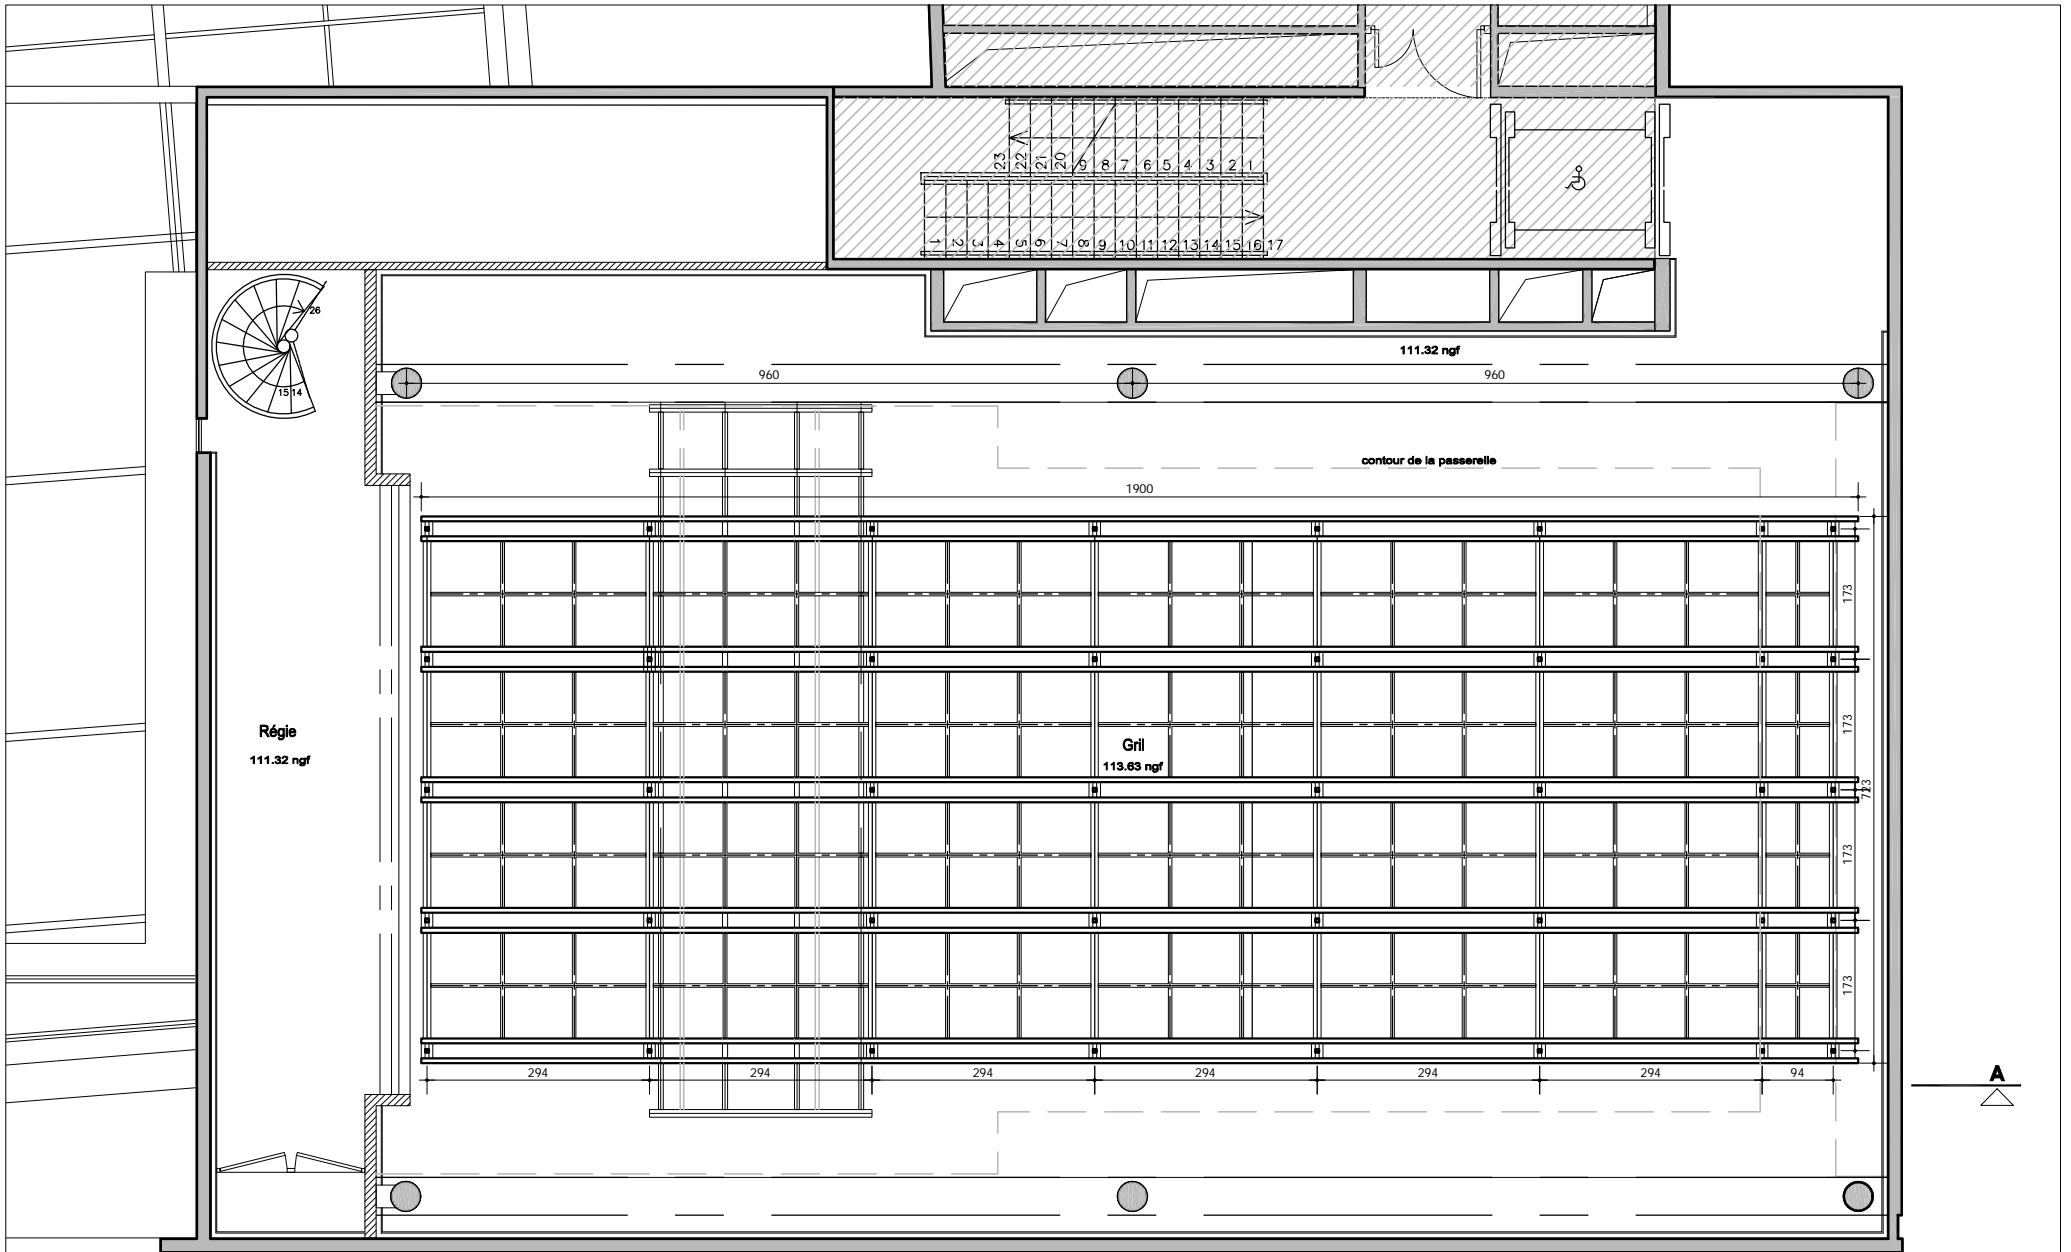 23 22 21 20 9 8 7 6 5 4 3 2 1
1 2 3 4 5 6 7 8 9 10 11 12 13 14 15 16 17
26
15 14
111.32 ngf
960 960
contour de la passerelle
1900
173
Régie
111.32 ngf
Gril
113.63 ngf
173
723
173
173
294 294 294 294 294 294 94
A